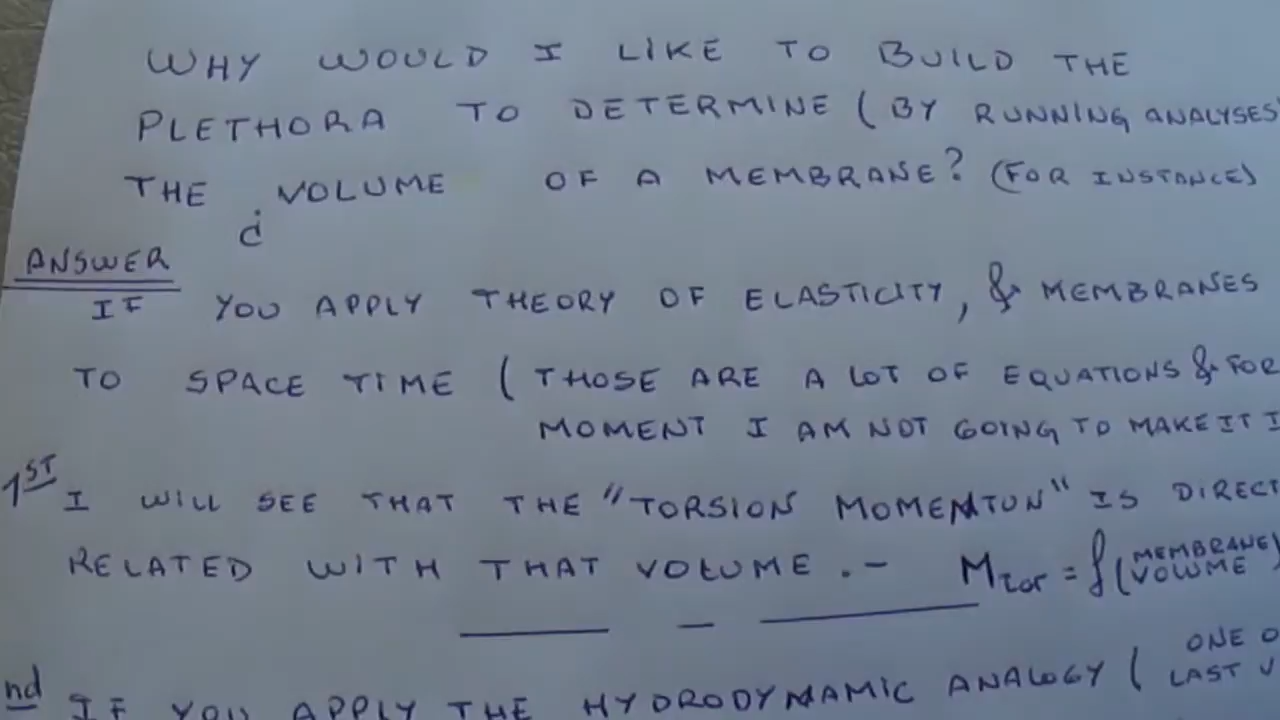 WHY WOULD I LIKE TO BUILD THE
PLETHORA TO DETERMINE (BY RUNNING ANALYSES
THE VOLUME OF A MEMBRANE? (FOR INSTANCE)
ANSWER
IF YOU APPLY THEORY OF ELASTICITY, & MEMBRANES
TO SPACE TIME (THOSE ARE A LOT OF EQUATIONS & FOR
MOMENT I AM NOT GOING TO MAKE IT
1ST I WILL SEE THAT THE "TORSION MOMENTUN" IS DIRECT
RELATED WITH THAT VOLUME .- Mtor = f(MEMBRANE VOLUME)
nd IF YOU APPLY THE HYDRODYNAMIC ANALOGY (ONE
LAST